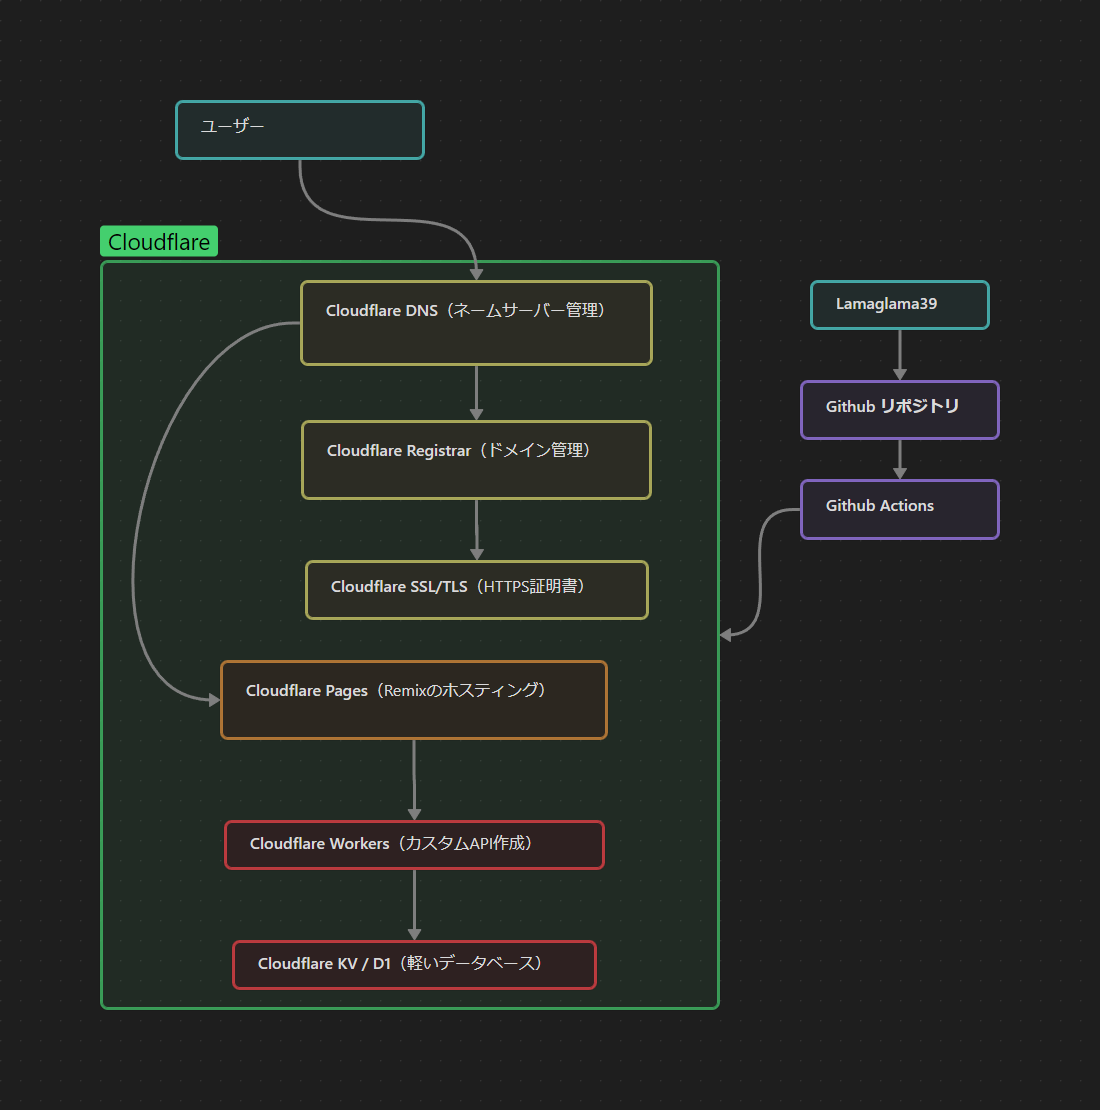 ユーザー
Cloudflare
Cloudflare DNS（ネームサーバー管理）
Cloudflare Registrar（ドメイン管理）
Cloudflare SSL/TLS（HTTPS証明書）
Cloudflare Pages（Remixのホスティング）
Cloudflare Workers（カスタムAPI作成）
Cloudflare KV / D1（軽いデータベース）
Lamaglama39
Github リポジトリ
Github Actions